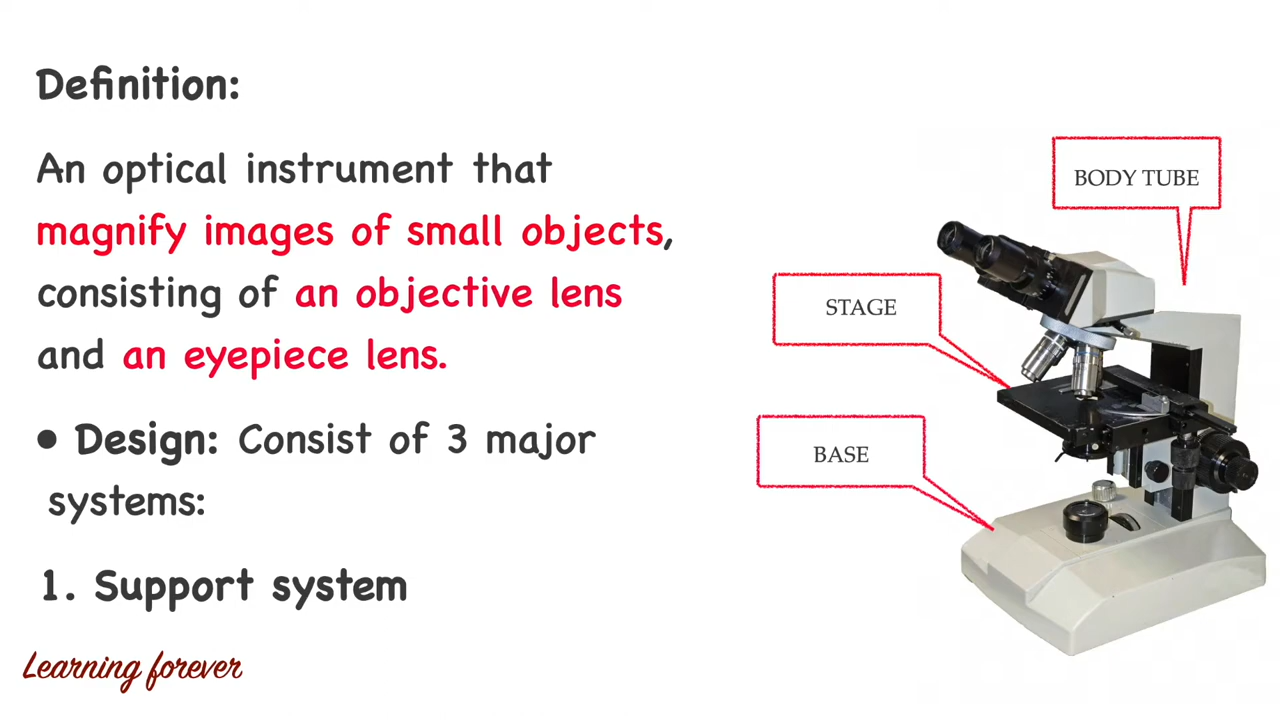 Definition:
An optical instrument that
magnify images of small objects,
consisting of an objective lens
and an eyepiece lens.
● Design: Consist of 3 major
systems:
1. Support system
Learning forever
BODY TUBE
STAGE
BASE